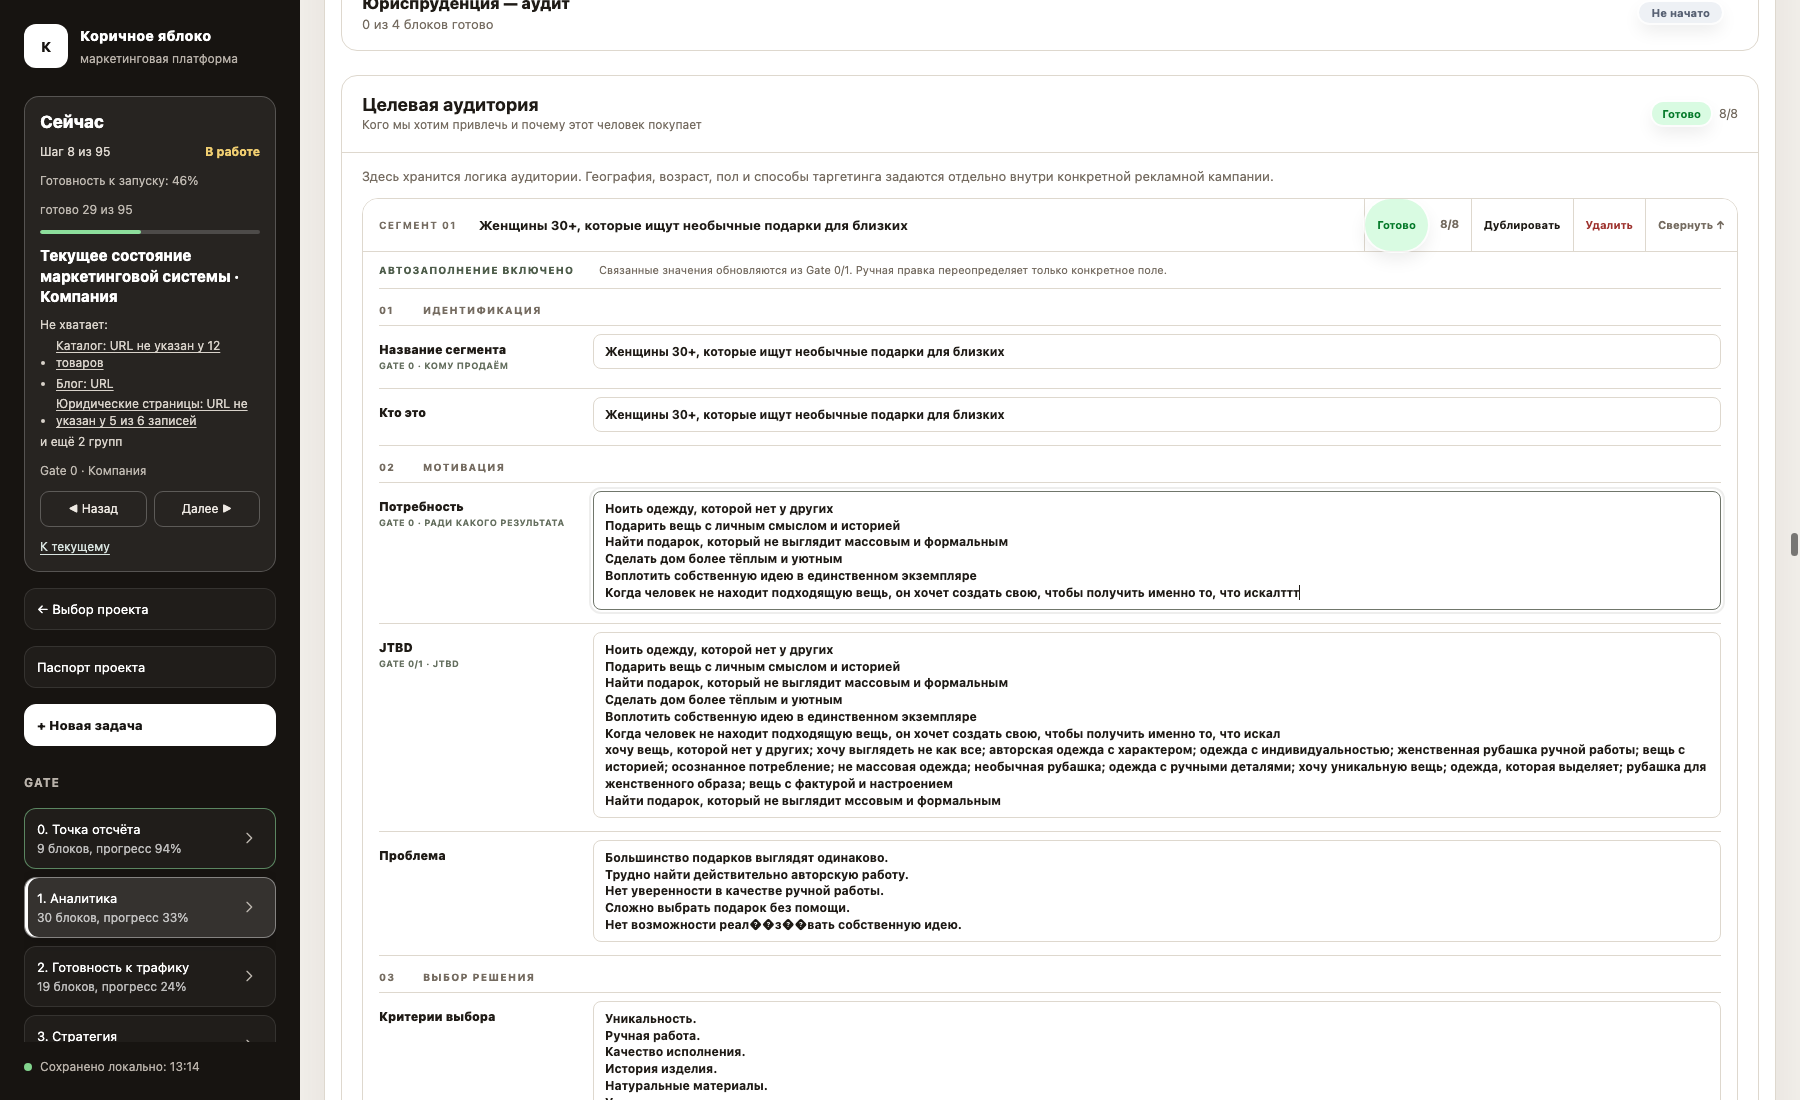 К
Коричное яблоко
маркетинговая платформа
Сейчас
Шаг 8 из 95
В работе
Готовность к запуску: 46%
готово 29 из 95
Текущее состояние
маркетинговой системы ·
Компания
Не хватает:
• Каталог: URL не указан у 12
товаров
• Блог: URL
• Юридические страницы: URL не
указан у 5 из 6 записей
и ещё 2 групп
Gate 0 · Компания
◀ Назад
Далее ▶
К текущему
← Выбор проекта
Паспорт проекта
+ Новая задача
GATE
0. Точка отсчёта
9 блоков, прогресс 94%
1. Аналитика
30 блоков, прогресс 33%
2. Готовность к трафику
19 блоков, прогресс 24%
3. Стратегия
Сохранено локально: 13:14
Юриспруденция — аудит
0 из 4 блоков готово
Не начато
Целевая аудитория
Кого мы хотим привлечь и почему этот человек покупает
Готово 8/8
Здесь хранится логика аудитории. География, возраст, пол и способы таргетинга задаются отдельно внутри конкретной рекламной кампании.
СЕГМЕНТ 01 Женщины 30+, которые ищут необычные подарки для близких
Готово 8/8 Дублировать Удалить Свернуть ↑
АВТОЗАПОЛНЕНИЕ ВКЛЮЧЕНО Связанные значения обновляются из Gate 0/1. Ручная правка переопределяет только конкретное поле.
01 ИДЕНТИФИКАЦИЯ
Название сегмента
GATE 0 · КОМУ ПРОДАЁМ
Женщины 30+, которые ищут необычные подарки для близких
Кто это
Женщины 30+, которые ищут необычные подарки для близких
02 МОТИВАЦИЯ
Потребность
GATE 0 · РАДИ КАКОГО РЕЗУЛЬТАТА
Ноить одежду, которой нет у других
Подарить вещь с личным смыслом и историей
Найти подарок, который не выглядит массовым и формальным
Сделать дом более тёплым и уютным
Воплотить собственную идею в единственном экземпляре
Когда человек не находит подходящую вещь, он хочет создать свою, чтобы получить именно то, что искалттт
JTBD
GATE 0/1 · JTBD
Ноить одежду, которой нет у других
Подарить вещь с личным смыслом и историей
Найти подарок, который не выглядит массовым и формальным
Сделать дом более тёплым и уютным
Воплотить собственную идею в единственном экземпляре
Когда человек не находит подходящую вещь, он хочет создать свою, чтобы получить именно то, что искал
хочу вещь, которой нет у других; хочу выглядеть не как все; авторская одежда с характером; одежда с индивидуальностью; женственная рубашка ручной работы; вещь с
историей; осознанное потребление; не массовая одежда; необычная рубашка; одежда с ручными деталями; хочу уникальную вещь; одежда, которая выделяет; рубашка для
женственного образа; вещь с фактурой и настроением
Найти подарок, который не выглядит мссовым и формальным
Проблема
Большинство подарков выглядят одинаково.
Трудно найти действительно авторскую работу.
Нет уверенности в качестве ручной работы.
Сложно выбрать подарок без помощи.
Нет возможности реал��з��вать собственную идею.
03 ВЫБОР РЕШЕНИЯ
Критерии выбора
Уникальность.
Ручная работа.
Качество исполнения.
История изделия.
Натуральные материалы.